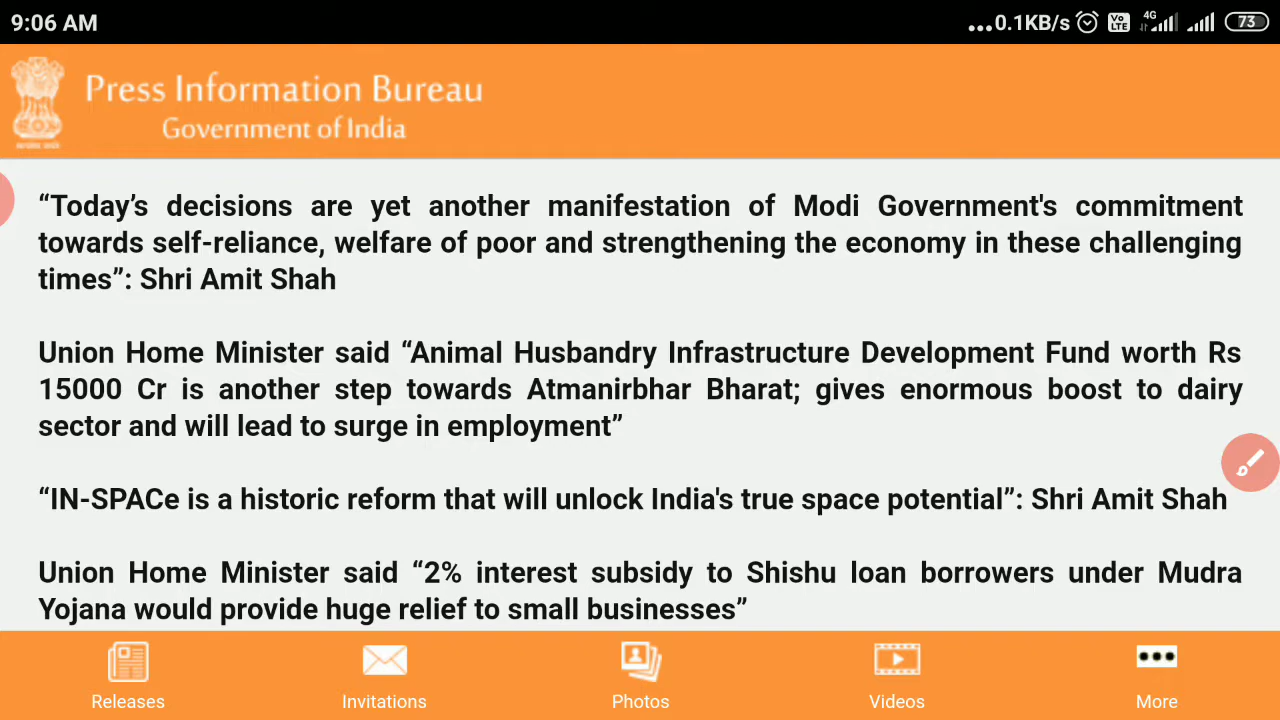 9:06 AM
...0.1KB/s Vo LTE 4G 73
Press Information Bureau
Government of India
“Today’s decisions are yet another manifestation of Modi Government's commitment
towards self-reliance, welfare of poor and strengthening the economy in these challenging
times”: Shri Amit Shah
Union Home Minister said “Animal Husbandry Infrastructure Development Fund worth Rs
15000 Cr is another step towards Atmanirbhar Bharat; gives enormous boost to dairy
sector and will lead to surge in employment”
“IN-SPACe is a historic reform that will unlock India's true space potential”: Shri Amit Shah
Union Home Minister said “2% interest subsidy to Shishu loan borrowers under Mudra
Yojana would provide huge relief to small businesses”
Releases
Invitations
Photos
Videos
More